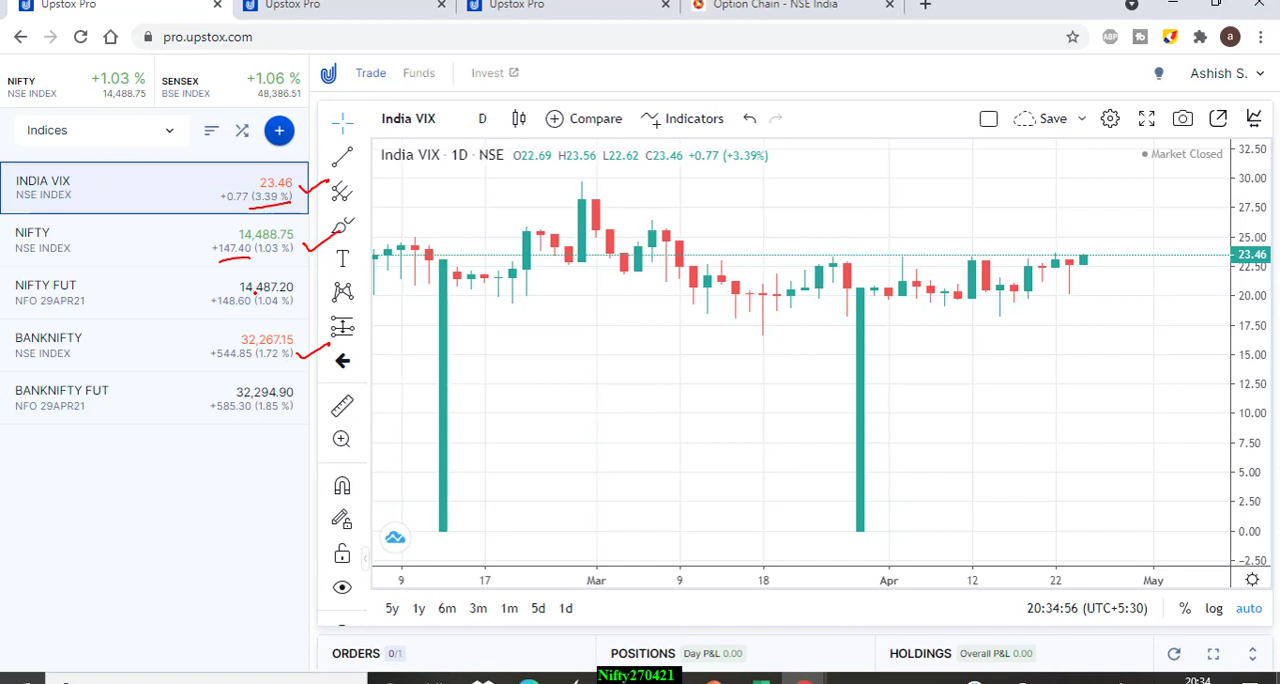 Upstox Pro
Upstox Pro
Upstox Pro
Option Chain - NSE India
pro.upstox.com
ABP
a
NIFTY +1.03 %
NSE INDEX 14,488.75
SENSEX +1.06 %
BSE INDEX 48,386.51
Trade Funds Invest
Ashish S.
Indices
India VIX D Compare Indicators Save
India VIX · 1D · NSE O22.69 H23.56 L22.62 C23.46 +0.77 (+3.39%)
Market Closed
INDIA VIX 23.46
NSE INDEX +0.77 (3.39 %)
NIFTY 14,488.75
NSE INDEX +147.40 (1.03 %)
NIFTY FUT 14,487.20
NFO 29APR21 +148.60 (1.04 %)
BANKNIFTY 32,267.15
NSE INDEX +544.85 (1.72 %)
BANKNIFTY FUT 32,294.90
NFO 29APR21 +585.30 (1.85 %)
T
32.50
30.00
27.50
25.00
23.46
22.50
20.00
17.50
15.00
12.50
10.00
7.50
5.00
2.50
0.00
−2.50
9 17 Mar 9 18 Apr 12 22 May
5y 1y 6m 3m 1m 5d 1d
20:34:56 (UTC+5:30) % log auto
ORDERS 0/1
POSITIONS Day P&L 0.00
HOLDINGS Overall P&L 0.00
Nifty270421
20:34